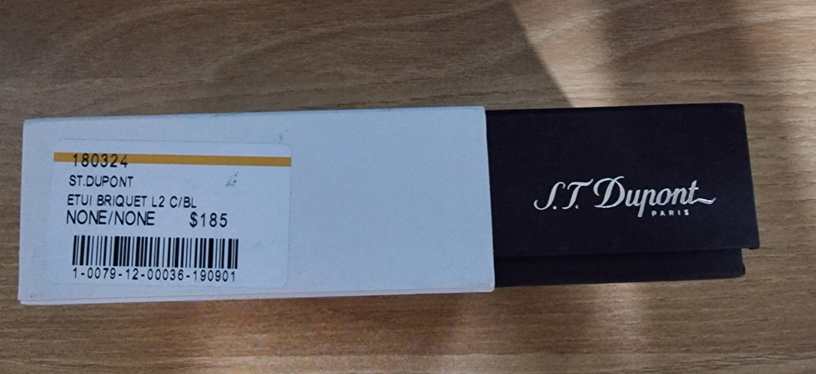 180324
ST.DUPONT
ETUI BRIQUET L2 C/BL
NONE/NONE $185
1-0079-12-00036-190901
S.T. Dupont
PARIS